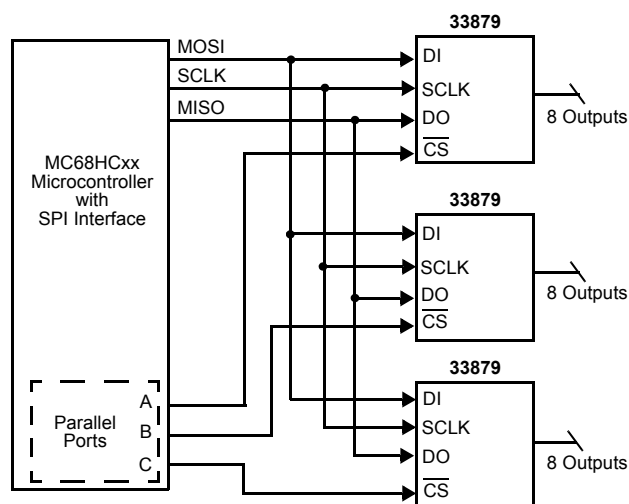 33879
MOSI
DI
SCLK
SCLK
8 Outputs
MISO
DO
CS
MC68HCxx
Microcontroller
with
SPI Interface
33879
DI
SCLK
8 Outputs
DO
CS
33879
A
DI
Parallel
Ports
B
SCLK
8 Outputs
DO
C
CS